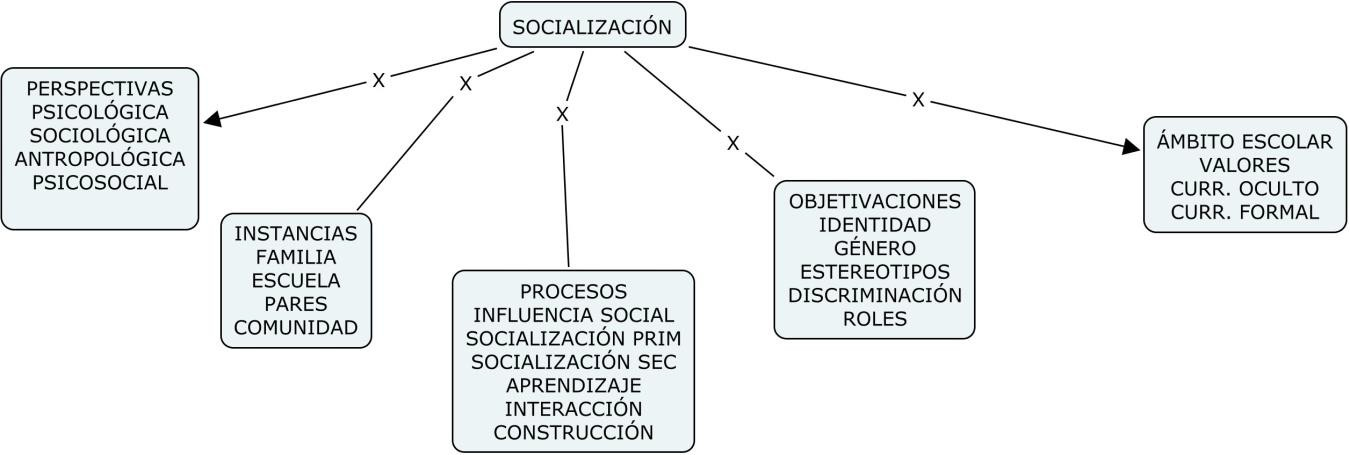 SOCIALIZACIÓN
X
X
X
X
X
PERSPECTIVAS
PSICOLÓGICA
SOCIOLÓGICA
ANTROPOLÓGICA
PSICOSOCIAL
INSTANCIAS
FAMILIA
ESCUELA
PARES
COMUNIDAD
PROCESOS
INFLUENCIA SOCIAL
SOCIALIZACIÓN PRIM
SOCIALIZACIÓN SEC
APRENDIZAJE
INTERACCIÓN
CONSTRUCCIÓN
OBJETIVACIONES
IDENTIDAD
GÉNERO
ESTEREOTIPOS
DISCRIMINACIÓN
ROLES
ÁMBITO ESCOLAR
VALORES
CURR. OCULTO
CURR. FORMAL